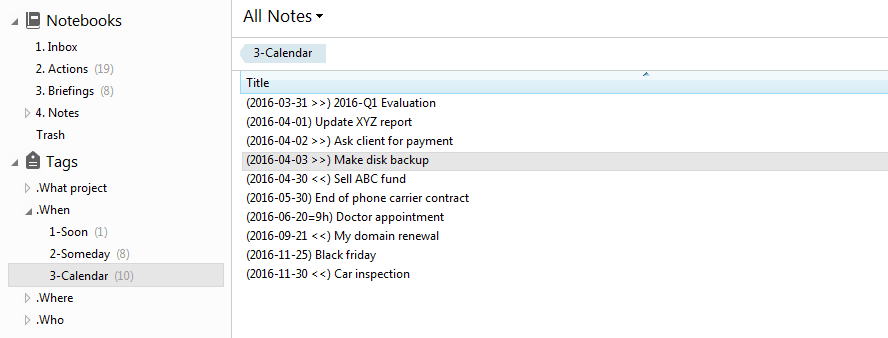 Notebooks
1. Inbox
2. Actions (19)
3. Briefings (8)
4. Notes
Trash
Tags
.What project
.When
1-Soon (1)
2-Someday (8)
3-Calendar (10)
.Where
.Who
All Notes
3-Calendar
Title
(2016-03-31 >>) 2016-Q1 Evaluation
(2016-04-01) Update XYZ report
(2016-04-02 >>) Ask client for payment
(2016-04-03 >>) Make disk backup
(2016-04-30 <<) Sell ABC fund
(2016-05-30) End of phone carrier contract
(2016-06-20=9h) Doctor appointment
(2016-09-21 <<) My domain renewal
(2016-11-25) Black friday
(2016-11-30 <<) Car inspection